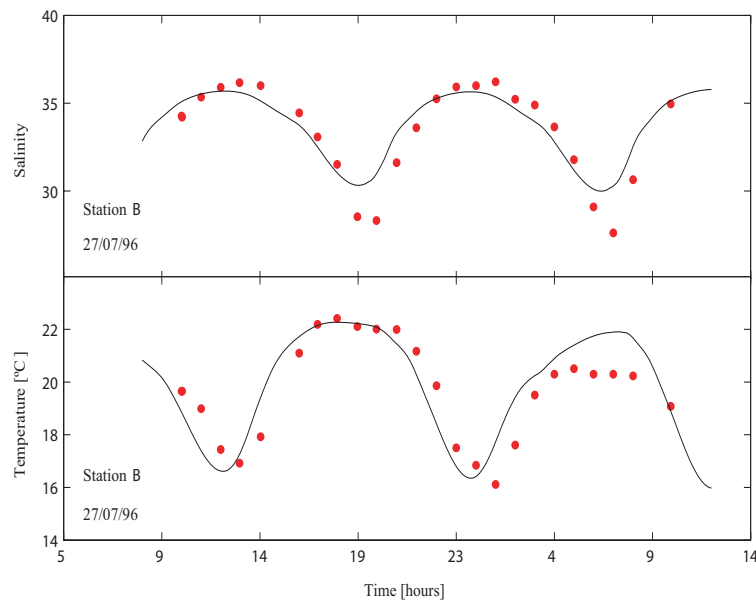 40
35
30
Salinity
Station B
27/07/96
22
20
18
16
14
Temperature [ºC]
Station B
27/07/96
5 9 14 19 23 4 9 14
Time [hours]